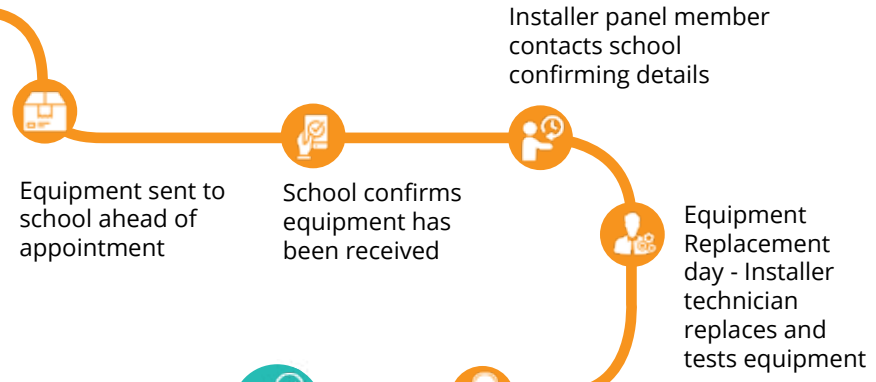 Installer panel member
contacts school
confirming details
Equipment sent to
school ahead of
appointment
School confirms
equipment has
been received
Equipment
Replacement
day - Installer
technician
replaces and
tests equipment